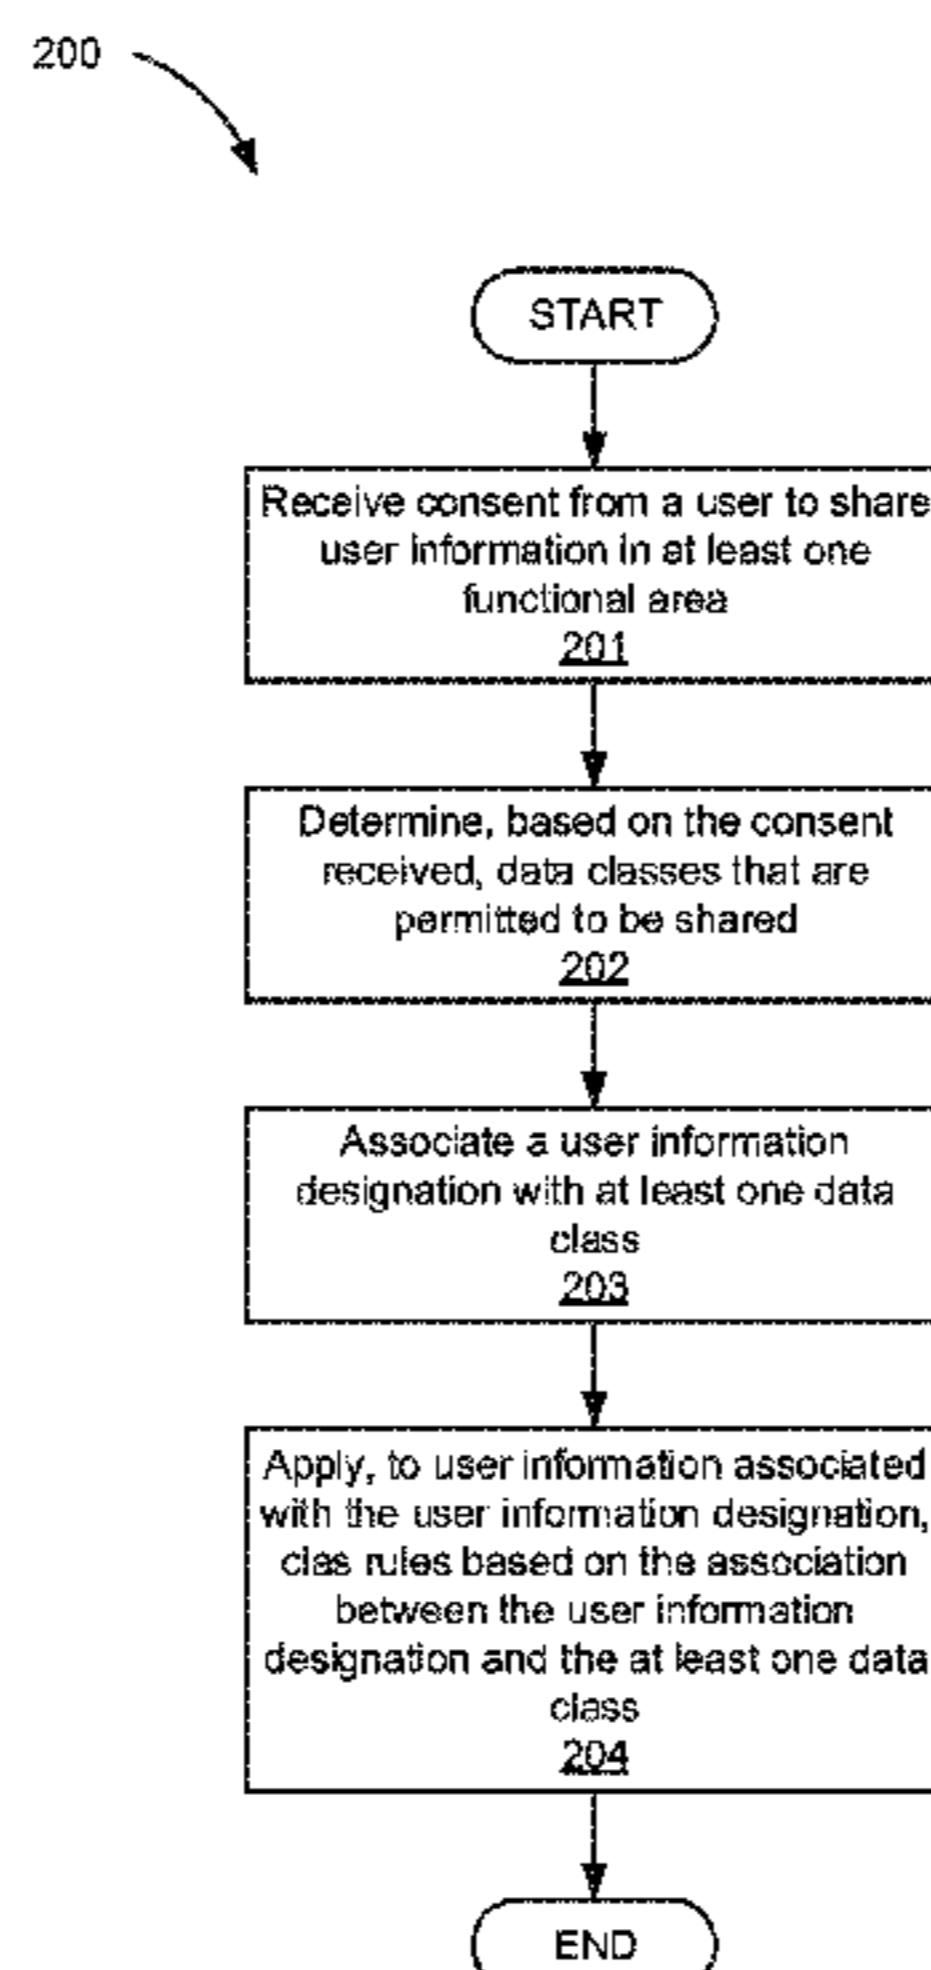 200
START
Receive consent from a user to share
user information in at least one
functional area
201
Determine, based on the consent
received, data classes that are
permitted to be shared
202
Associate a user information
designation with at least one data
class
203
Apply, to user information associated
with the user information designation,
clas rules based on the association
between the user information
designation and the at least one data
class
204
END